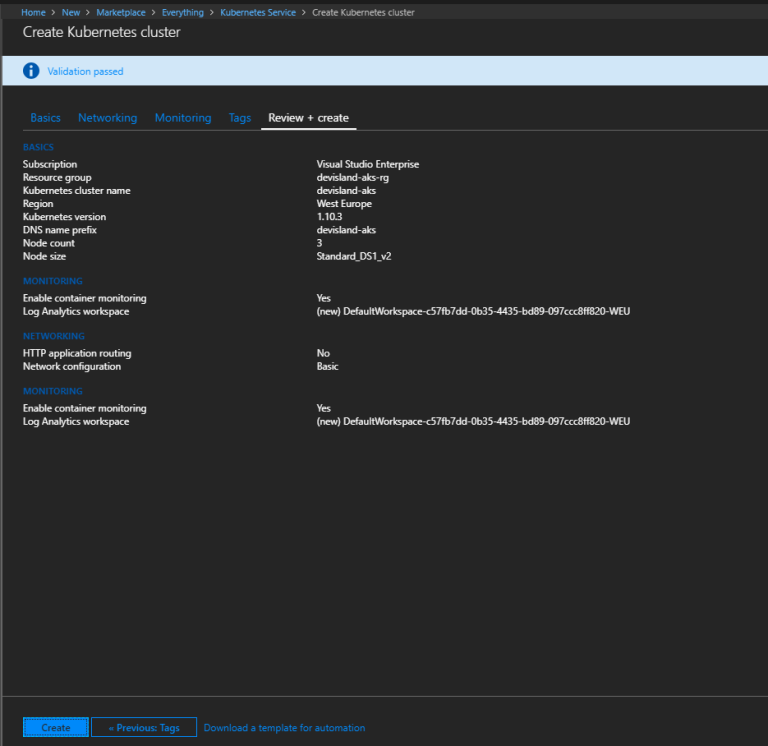 Home > New > Marketplace > Everything > Kubernetes Service > Create Kubernetes cluster
Create Kubernetes cluster
Validation passed
Basics Networking Monitoring Tags Review + create
BASICS
Subscription Visual Studio Enterprise
Resource group devisland-aks-rg
Kubernetes cluster name devisland-aks
Region West Europe
Kubernetes version 1.10.3
DNS name prefix devisland-aks
Node count 3
Node size Standard_DS1_v2
MONITORING
Enable container monitoring Yes
Log Analytics workspace (new) DefaultWorkspace-c57fb7dd-0b35-4435-bd89-097ccc8ff820-WEU
NETWORKING
HTTP application routing No
Network configuration Basic
MONITORING
Enable container monitoring Yes
Log Analytics workspace (new) DefaultWorkspace-c57fb7dd-0b35-4435-bd89-097ccc8ff820-WEU
Create « Previous: Tags Download a template for automation